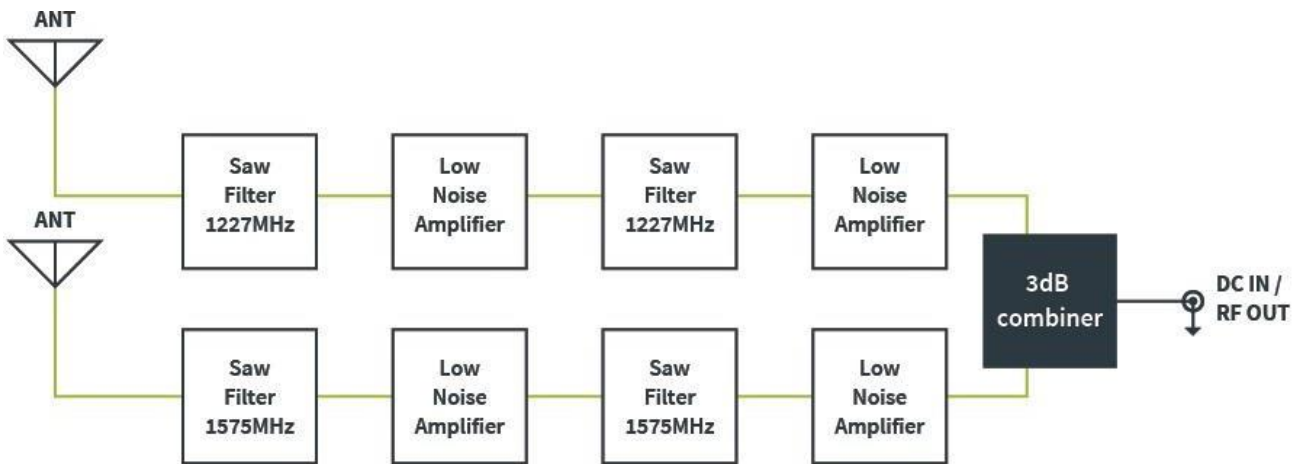 ANT
Saw
Filter
1227MHz
Low
Noise
Amplifier
Saw
Filter
1227MHz
Low
Noise
Amplifier
ANT
3dB
combiner
DC IN /
RF OUT
Saw
Filter
1575MHz
Low
Noise
Amplifier
Saw
Filter
1575MHz
Low
Noise
Amplifier